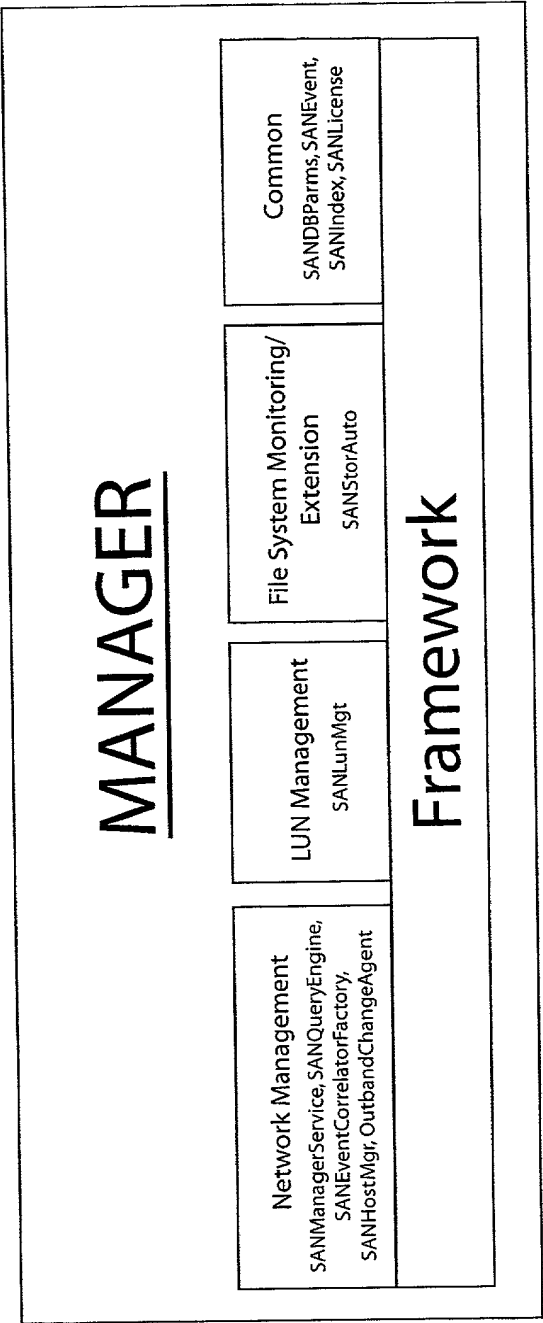 MANAGER
Network Management
SANManagerService, SANQueryEngine,
SANEventCorrelatorFactory,
SANHostMgr, OutbandChangeAgent
LUN Management
SANLunMgt
File System Monitoring/
Extension
SANStorAuto
Common
SANDBParms, SANEvent,
SANIndex, SANLicense
Framework